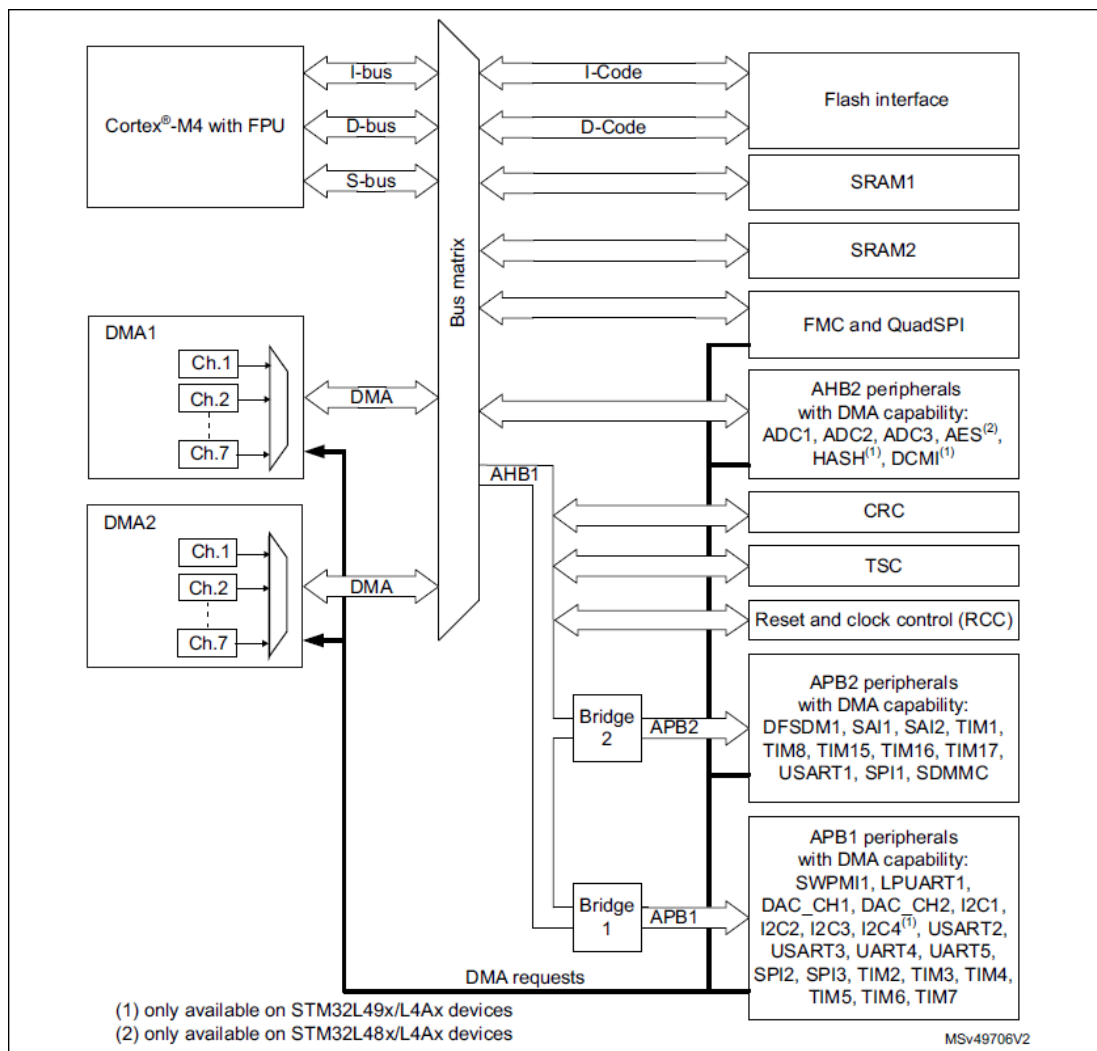 Cortex®-M4 with FPU
I-bus
D-bus
S-bus
Bus matrix
I-Code
D-Code
Flash interface
SRAM1
SRAM2
FMC and QuadSPI
DMA1
Ch.1
Ch.2
Ch.7
DMA
AHB2 peripherals
with DMA capability:
ADC1, ADC2, ADC3, AES(2),
HASH(1), DCMI(1)
AHB1
DMA2
Ch.1
Ch.2
Ch.7
DMA
CRC
TSC
Reset and clock control (RCC)
Bridge
2
APB2
APB2 peripherals
with DMA capability:
DFSDM1, SAI1, SAI2, TIM1,
TIM8, TIM15, TIM16, TIM17,
USART1, SPI1, SDMMC
Bridge
1
APB1
APB1 peripherals
with DMA capability:
SWPMI1, LPUART1,
DAC_CH1, DAC_CH2, I2C1,
I2C2, I2C3, I2C4(1), USART2,
USART3, UART4, UART5,
SPI2, SPI3, TIM2, TIM3, TIM4,
TIM5, TIM6, TIM7
DMA requests
(1) only available on STM32L49x/L4Ax devices
(2) only available on STM32L48x/L4Ax devices
MSv49706V2